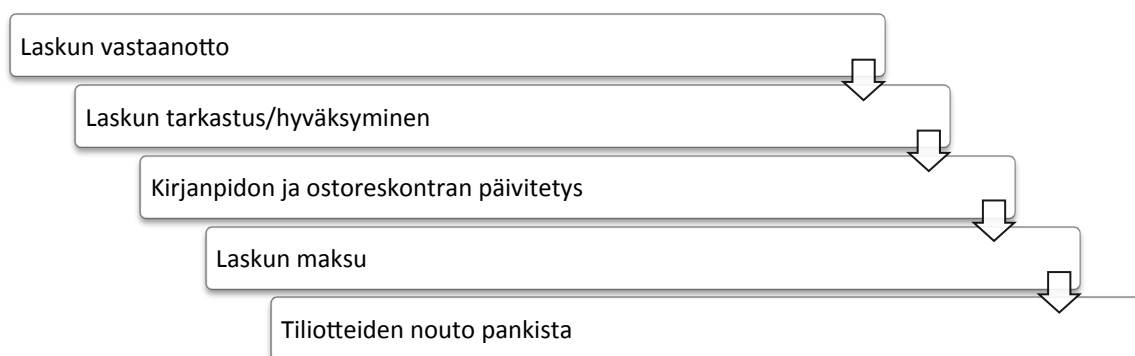 Laskun vastaanotto
Laskun tarkastus/hyväksyminen
Kirjanpidon ja ostoreskontran päivitetys
Laskun maksu
Tiliotteiden nouto pankista